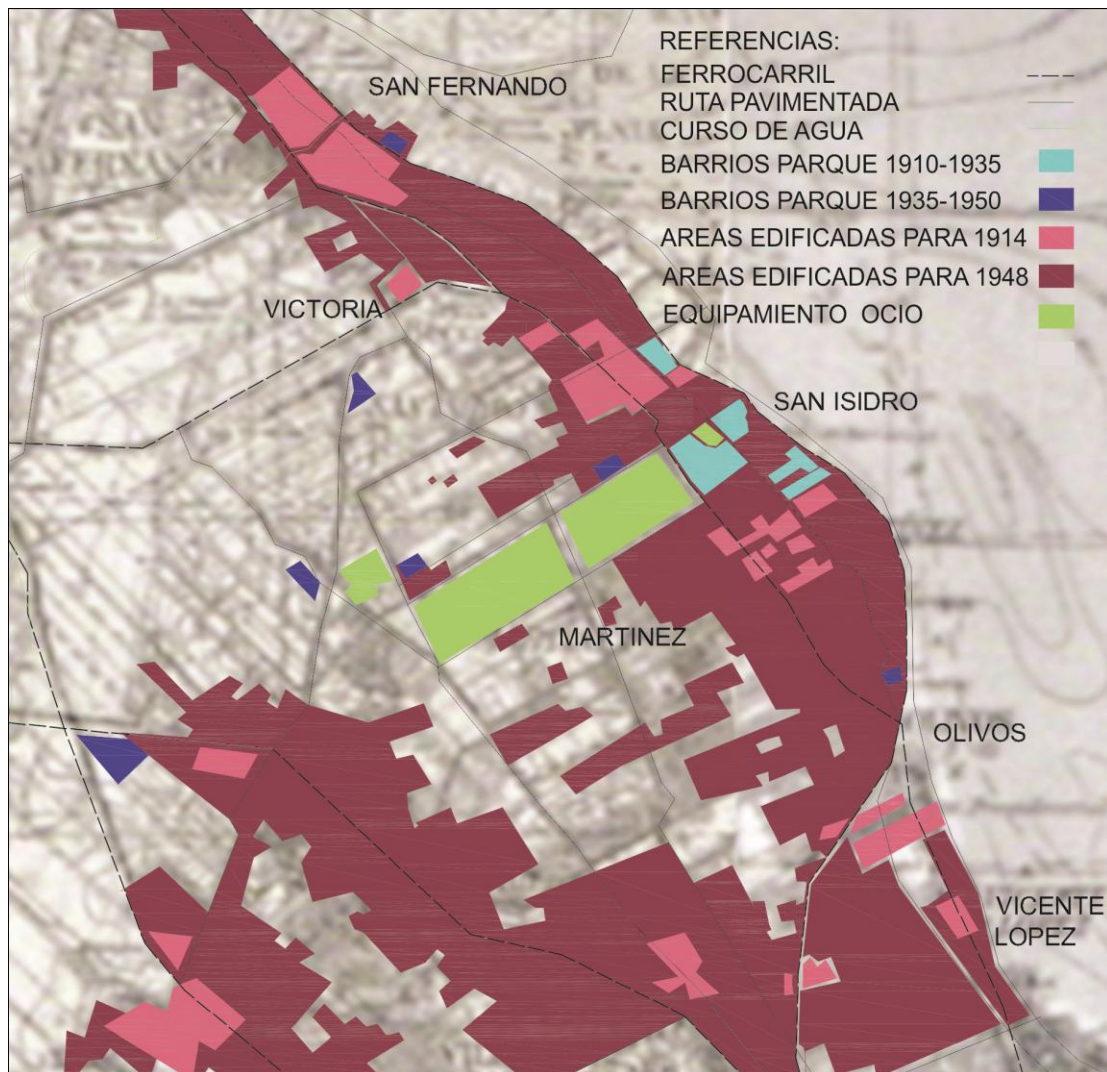 REFERENCIAS:
FERROCARRIL
RUTA PAVIMENTADA
CURSO DE AGUA
BARRIOS PARQUE 1910-1935
BARRIOS PARQUE 1935-1950
AREAS EDIFICADAS PARA 1914
AREAS EDIFICADAS PARA 1948
EQUIPAMIENTO OCIO
SAN FERNANDO
VICTORIA
SAN ISIDRO
MARTINEZ
OLIVOS
VICENTE
LOPEZ